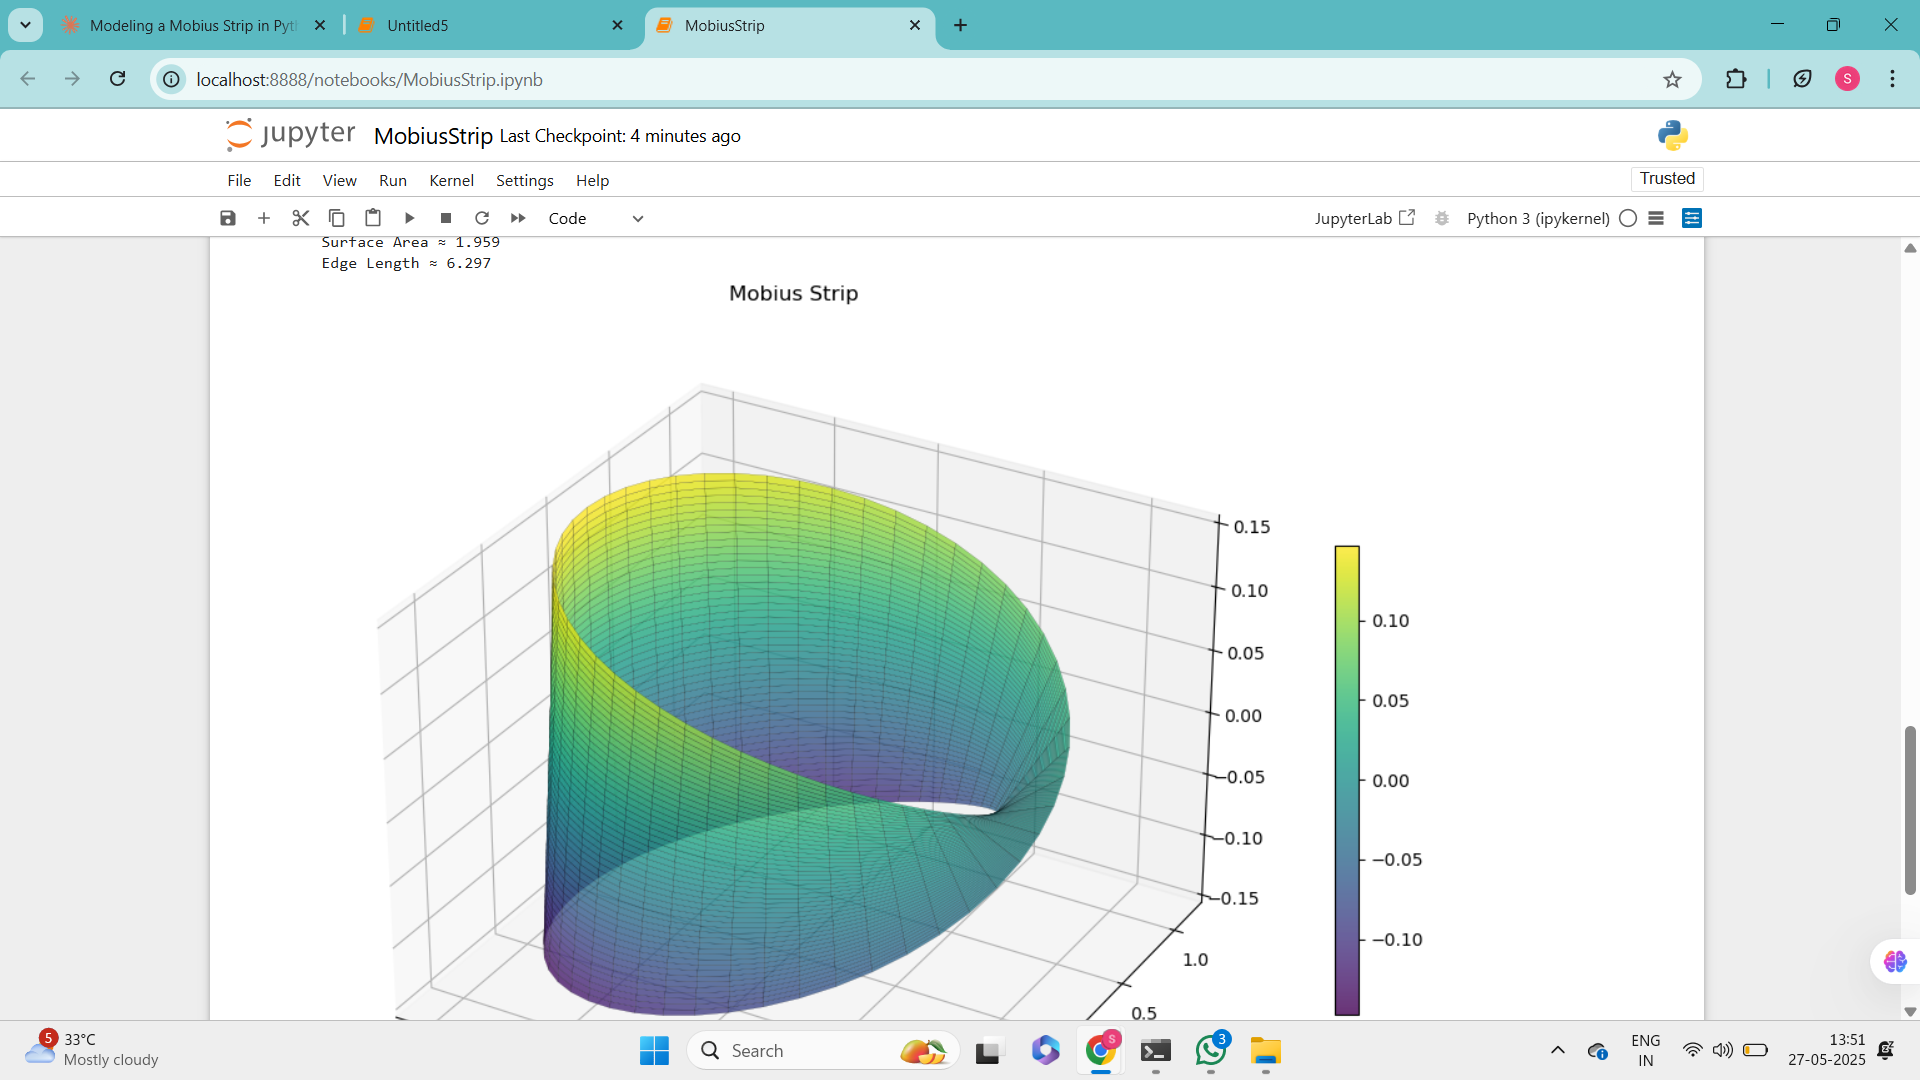 Modeling a Mobius Strip in Pyt
Untitled5
MobiusStrip
localhost:8888/notebooks/MobiusStrip.ipynb
S
jupyter MobiusStrip Last Checkpoint: 4 minutes ago
File Edit View Run Kernel Settings Help
Trusted
Code
JupyterLab
Python 3 (ipykernel)
Surface Area ≈ 1.959
Edge Length ≈ 6.297
Mobius Strip
0.15
0.10
0.05
0.00
−0.05
−0.10
−0.15
1.0
0.5
0.10
0.05
0.00
−0.05
−0.10
5
33°C
Mostly cloudy
Search
S
3
ENG
IN
13:51
27-05-2025